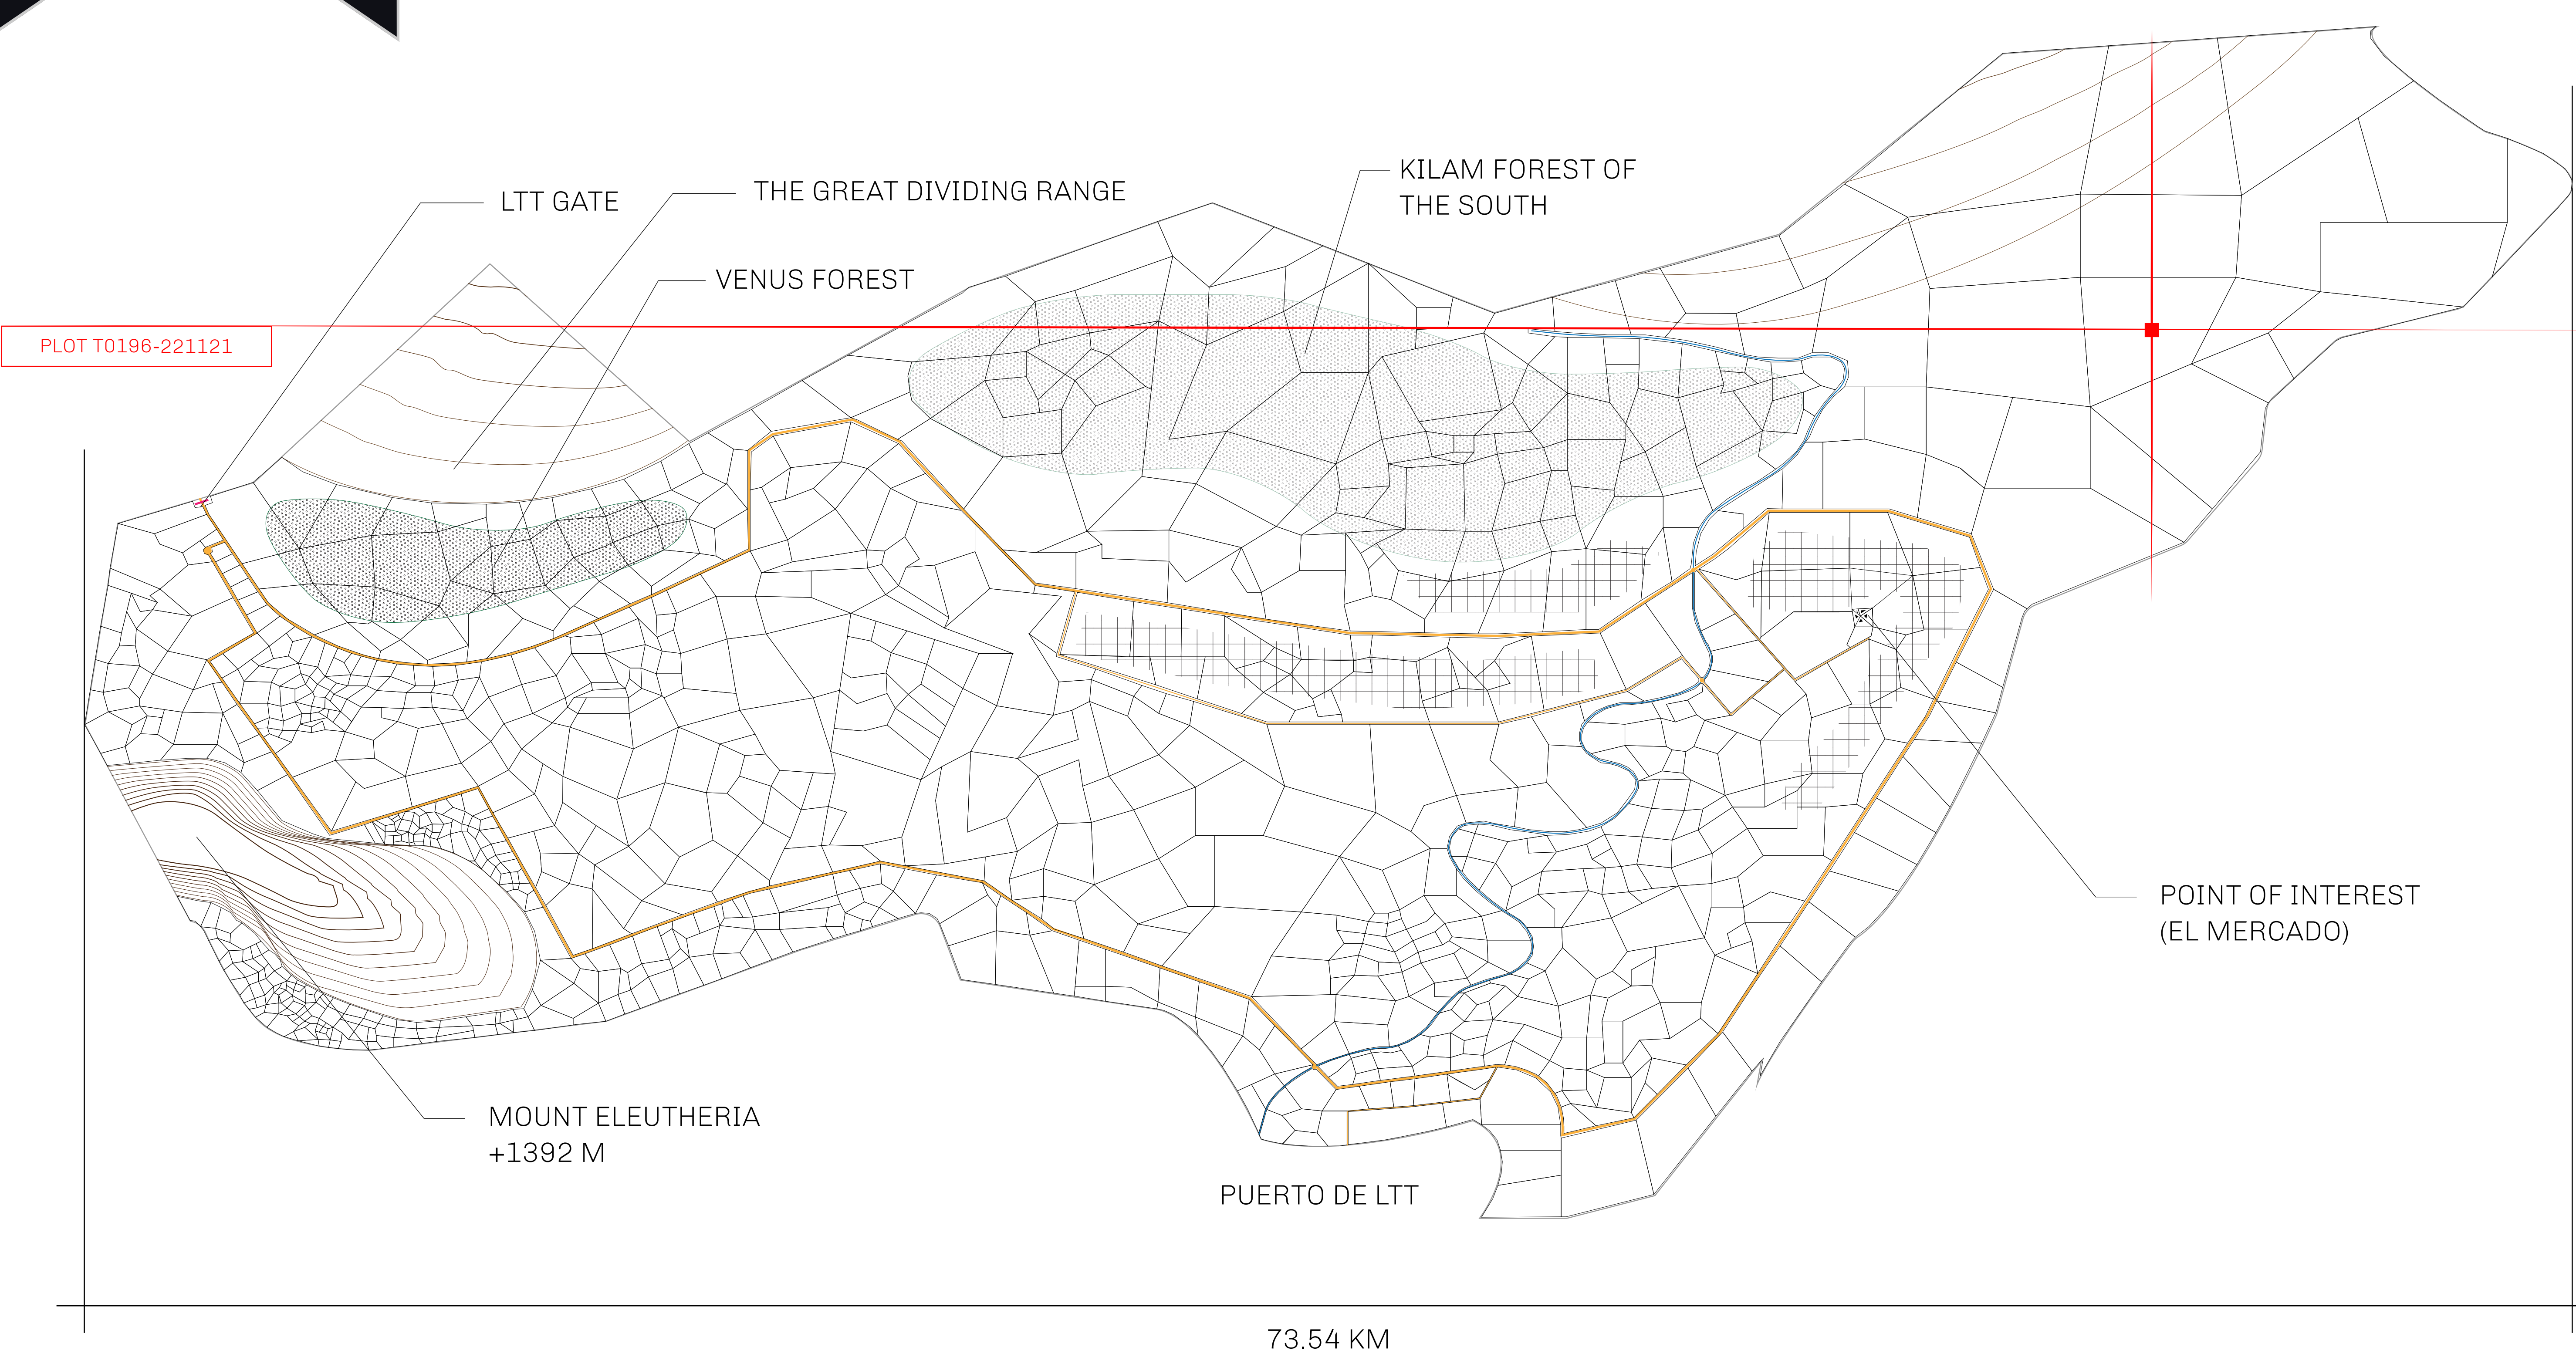 KILAM FOREST OF
THE SOUTH
THE GREAT DIVIDING RANGE
LTT GATE
VENUS FOREST
PLOT T0196-221121
POINT OF INTEREST
(EL MERCADO)
MOUNT ELEUTHERIA
+1392 M
PUERTO DE LTT
73.54 KM